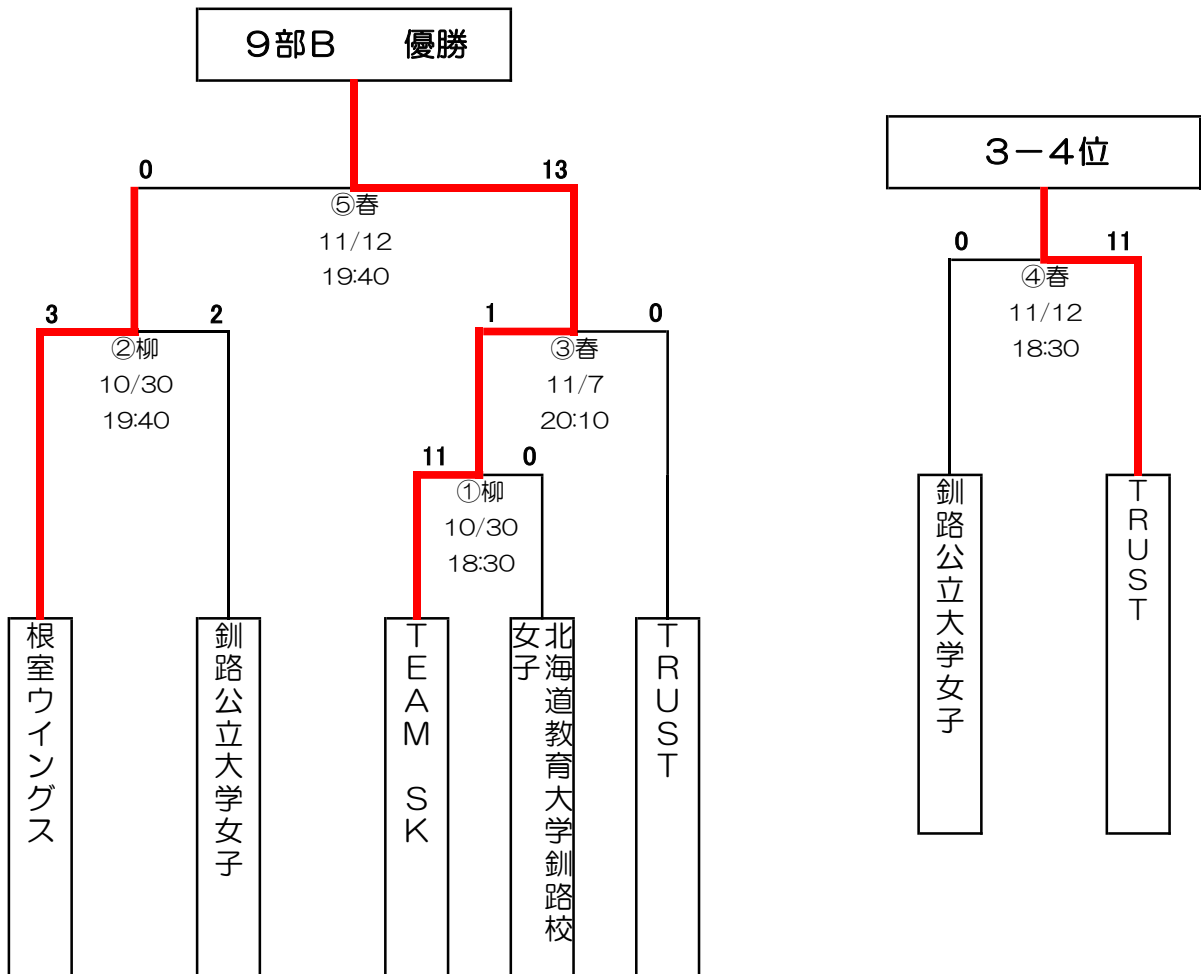 9部B 優勝
3－4位
0
13
⑤春
11/12
19:40
0
11
④春
11/12
18:30
3
2
②柳
10/30
19:40
1
0
③春
11/7
20:10
11
0
①柳
10/30
18:30
根室ウイングス
釧路公立大学女子
TEAM SK
北海道教育大学釧路校
女子
TRUST
釧路公立大学女子
TRUST